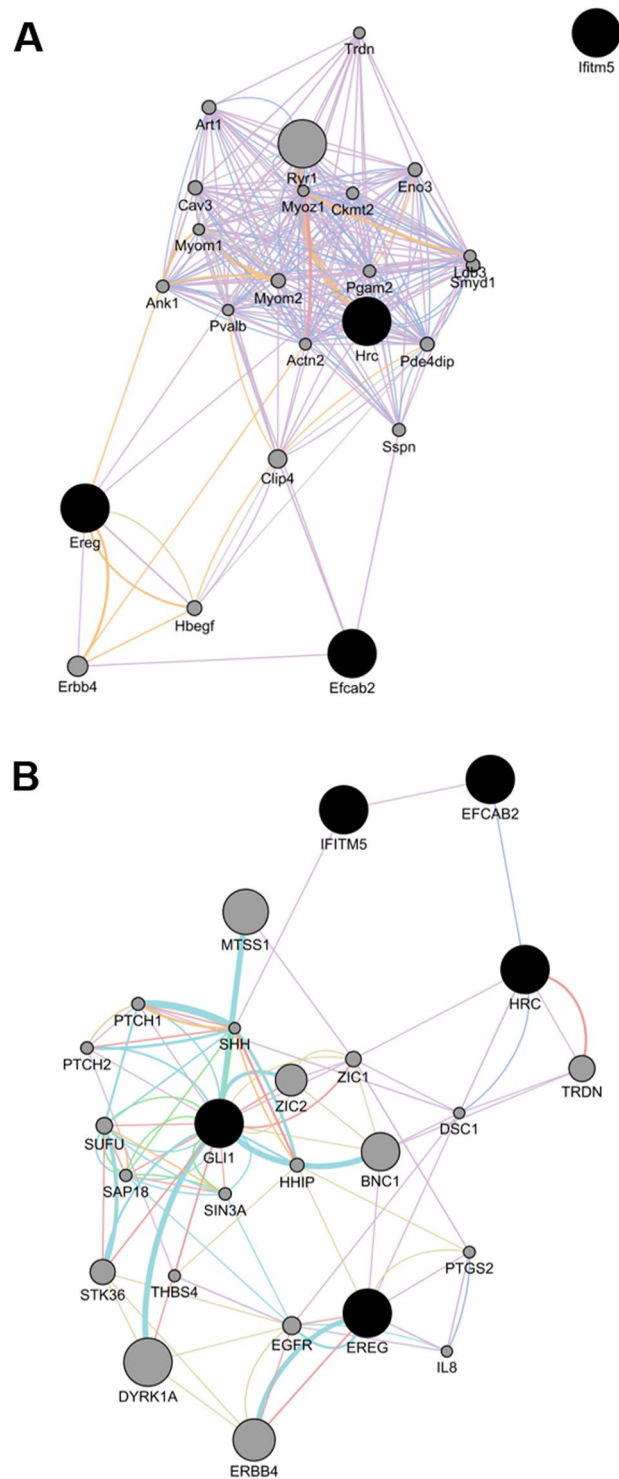 A
Trdn
Ifitm5
Art1
Ryr1
Eno3
Cav3
Myoz1
Ckmt2
Myom1
Ldb3
Smyd1
Ank1
Myom2
Pgam2
Pvalb
Actn2
Hrc
Pde4dip
Sspn
Clip4
Ereg
Hbegf
Erbb4
Efcab2
B
EFCAB2
IFITM5
MTSS1
HRC
PTCH1
SHH
PTCH2
ZIC1
TRDN
ZIC2
DSC1
SUFU
GLI1
BNC1
HHIP
SAP18
SIN3A
PTGS2
STK36
THBS4
EGFR
EREG
IL8
DYRK1A
ERBB4